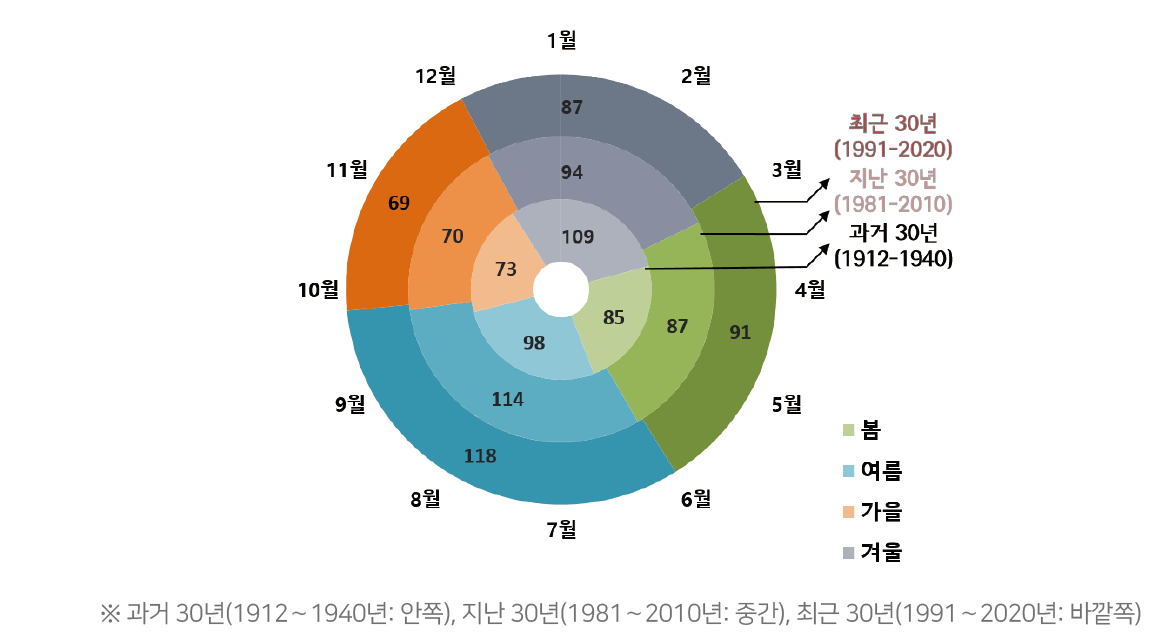 1월
12월
2월
87
최근 30년
(1991-2020)
11월
3월
94
지난 30년
(1981-2010)
69
70
109
과거 30년
(1912-1940)
73
10월
4월
85
87
91
98
9월
114
5월
봄
118
여름
8월
6월
7월
가을
겨울
※ 과거 30년(1912~1940년: 안쪽), 지난 30년(1981~2010년: 중간), 최근 30년(1991~2020년: 바깥쪽)